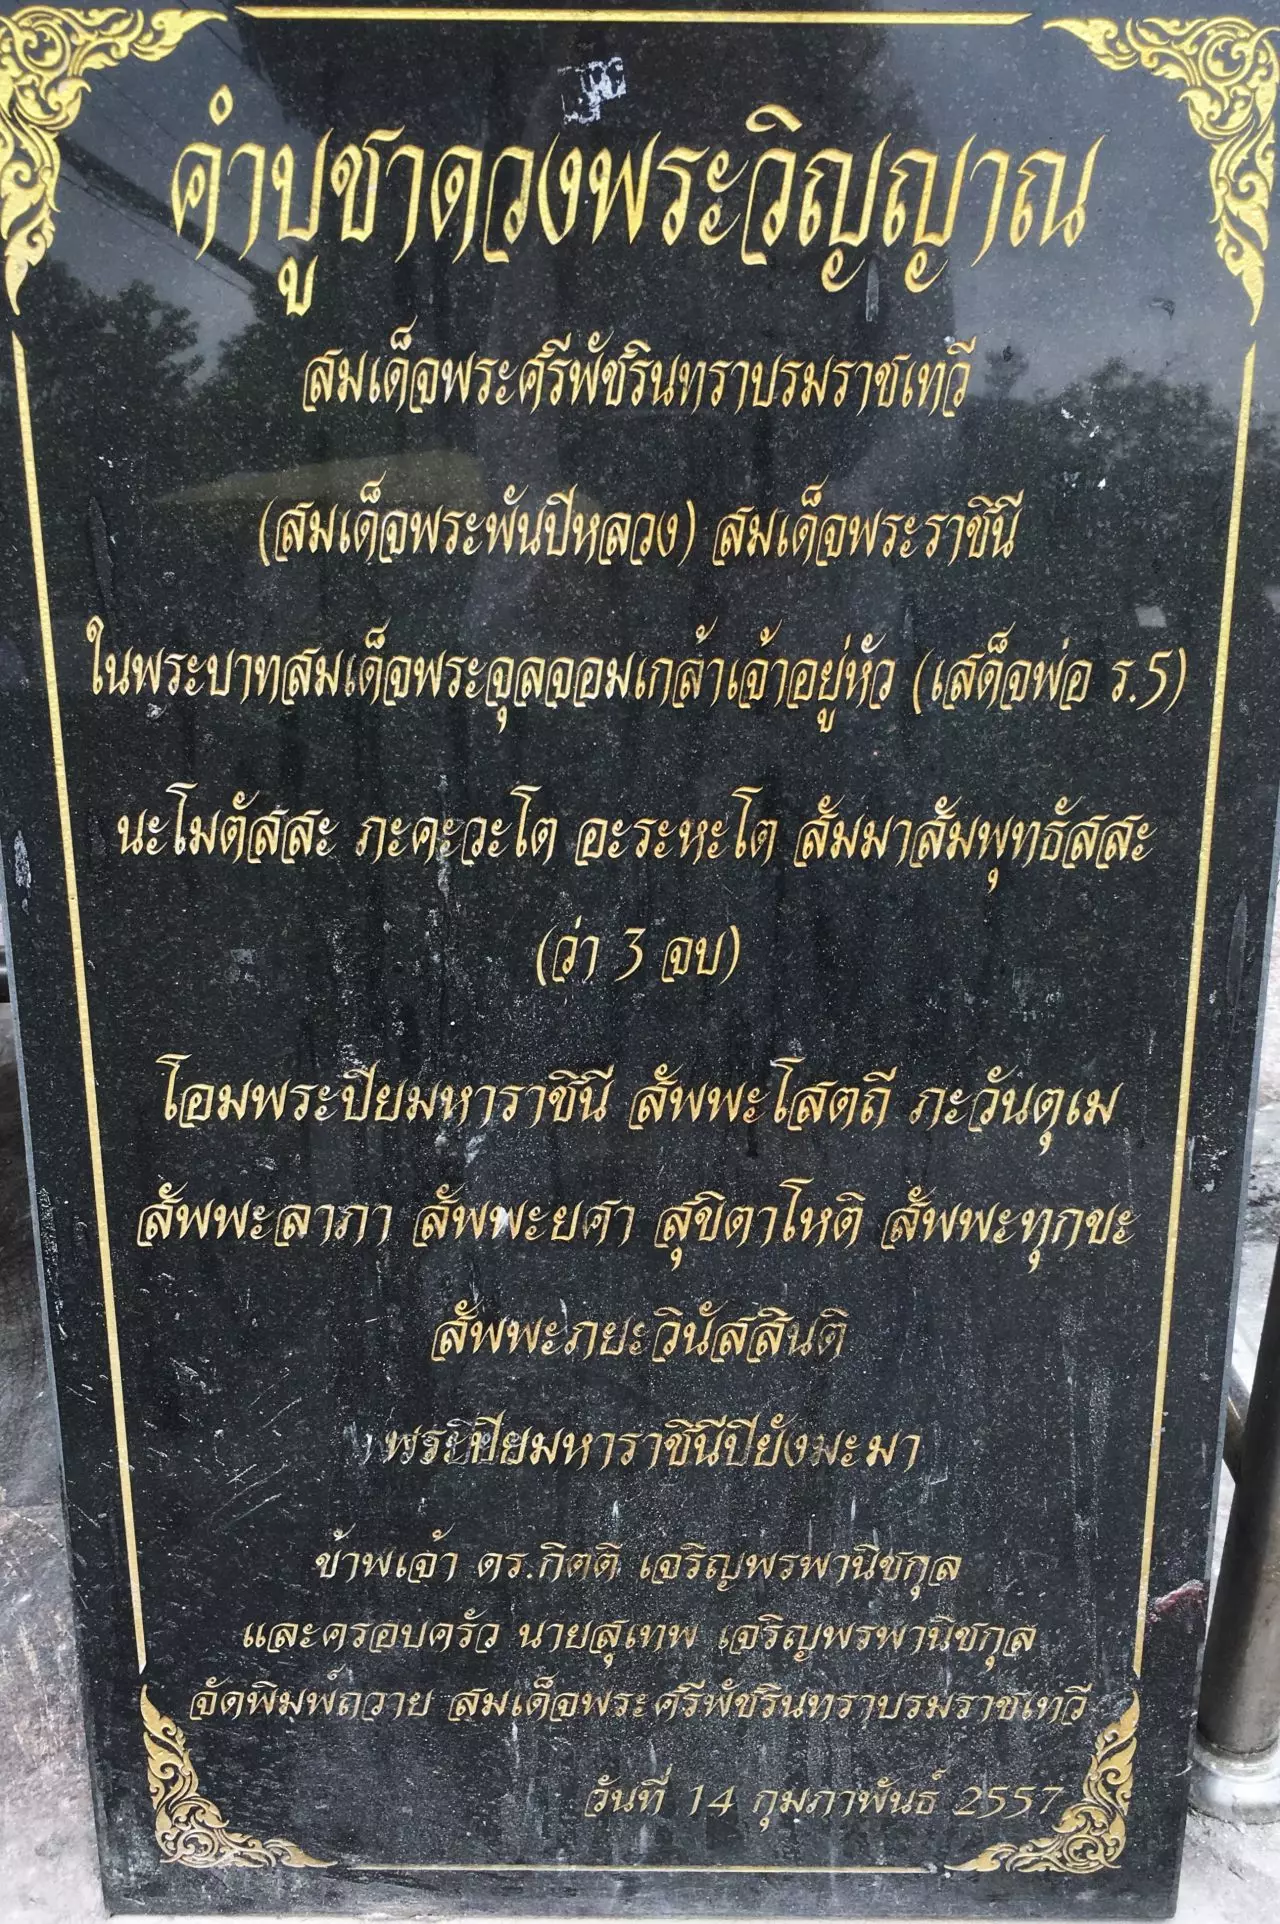 คำบูชาดวงพระวิญญาณ
สมเด็จพระศรีพัชรินทราบรมราชเทวี
(สมเด็จพระพันปีหลวง) สมเด็จพระราชินี
ในพระบาทสมเด็จพระจุลจอมเกล้าเจ้าอยู่หัว (เสด็จพ่อ ร.5)
นะโมตัสสะ ภะคะวะโต อะระหะโต สัมมาสัมพุทธัสสะ
(ว่า 3 จบ)
โอมพระปิยมหาราชินี สัพพะโสตถี ภะวันตุเม
สัพพะลาภา สัพพะยศา สุขิตาโหติ สัพพะทุกขะ
สัพพะภยะวินัสสินติ
พระปิยมหาราชินีปิยังมะมา
ข้าพเจ้า ดร.กิตติ เจริญพรพานิชกุล
และครอบครัว นายสุเทพ เจริญพรพานิชกุล
จัดพิมพ์ถวาย สมเด็จพระศรีพัชรินทราบรมราชเทวี
วันที่ 14 กุมภาพันธ์ 2557